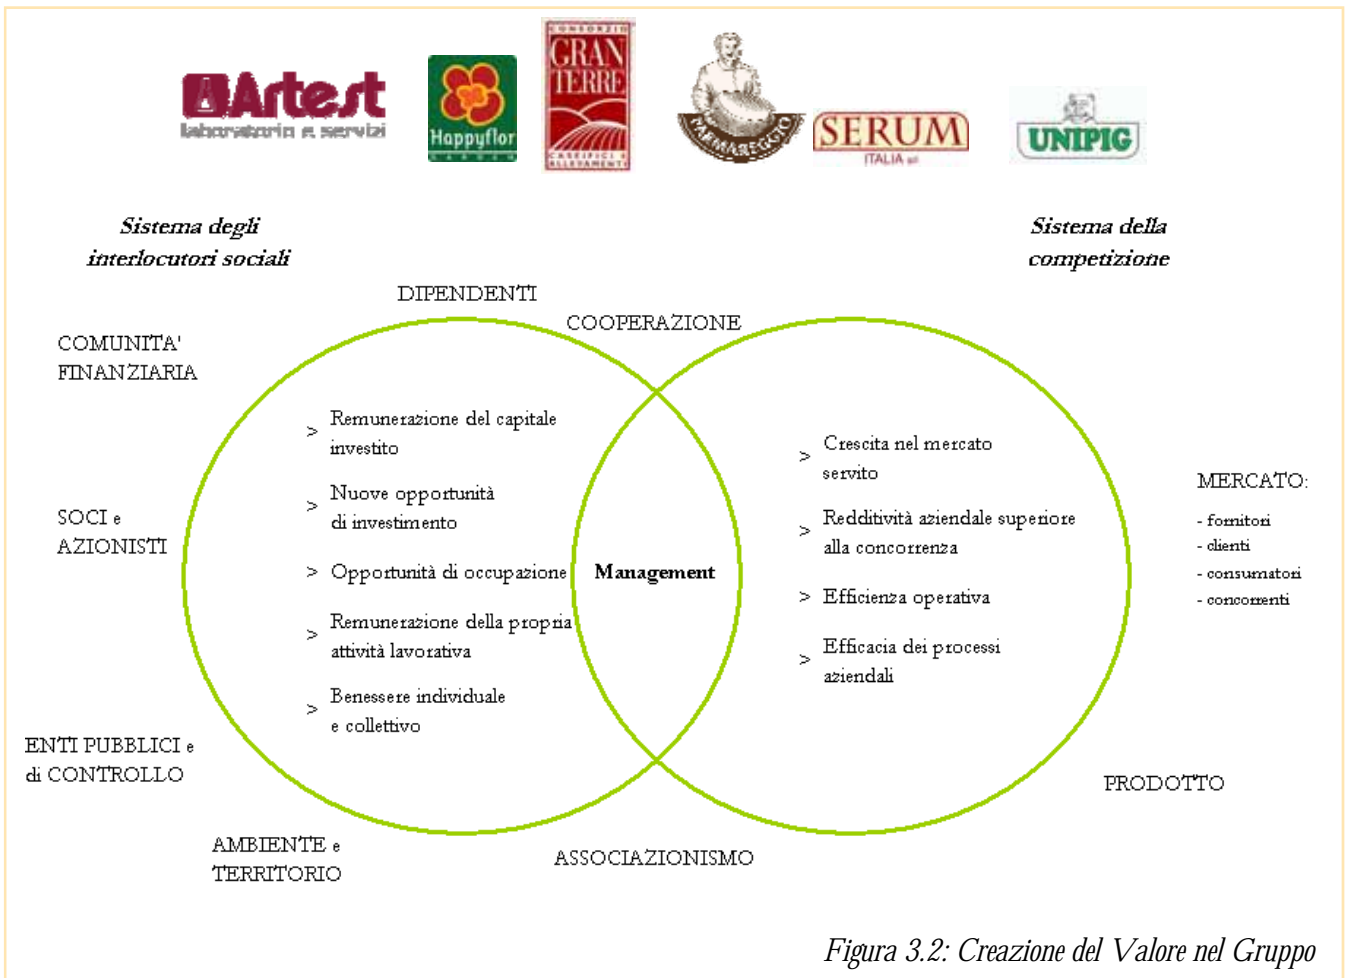 Artest
laboratorio e servizi
Happyflor
GARDEN
CONSORZIO
GRAN
TERRE
CASEIFICI E
ALLEVAMENTI
PARMAREGGIO
SERUM
ITALIA srl
UNIPIG
Sistema degli
interlocutori sociali
Sistema della
competizione
DIPENDENTI
COOPERAZIONE
COMUNITA'
FINANZIARIA
SOCI e
AZIONISTI
ENTI PUBBLICI e
di CONTROLLO
AMBIENTE e
TERRITORIO
ASSOCIAZIONISMO
> Remunerazione del capitale
investito
> Nuove opportunità
di investimento
> Opportunità di occupazione
> Remunerazione della propria
attività lavorativa
> Benessere individuale
e collettivo
Management
> Crescita nel mercato
servito
> Redditività aziendale superiore
alla concorrenza
> Efficienza operativa
> Efficacia dei processi
aziendali
MERCATO:
- fornitori
- clienti
- consumatori
- concorrenti
PRODOTTO
Figura 3.2: Creazione del Valore nel Gruppo